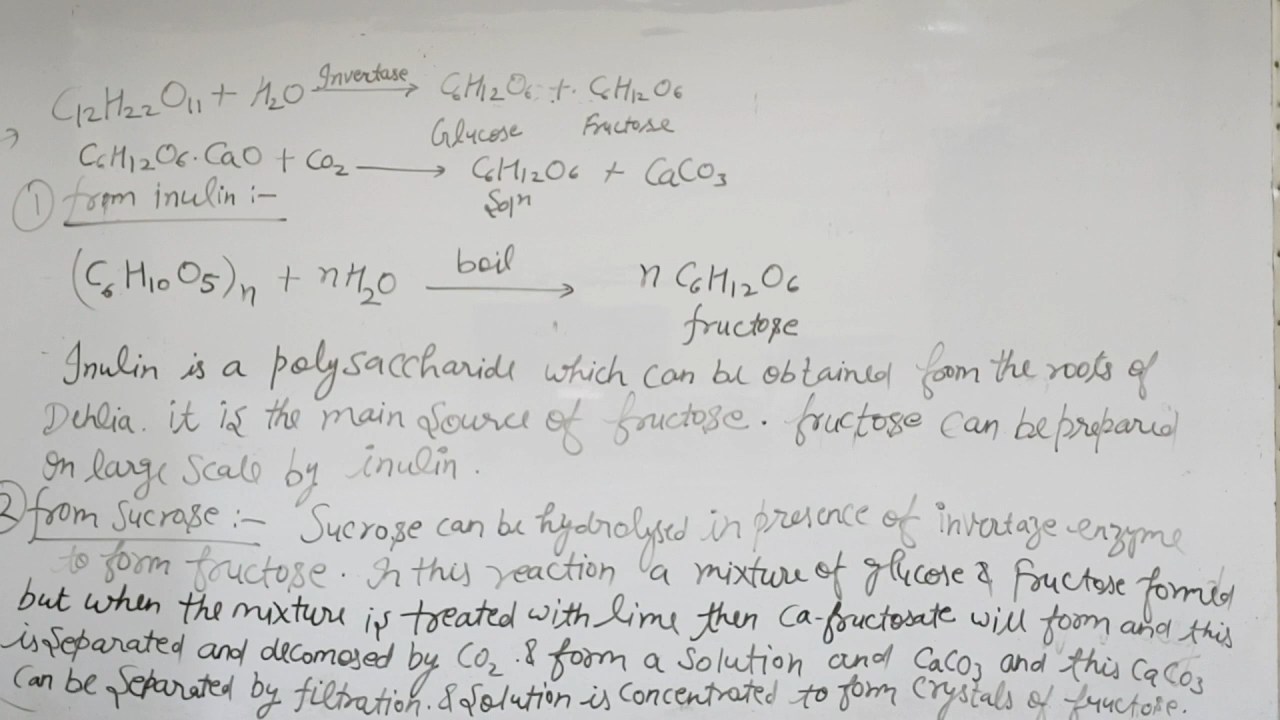 C12H22O11 + H2O Invertase → C6H12O6 + C6H12O6
Glucose Fructose
→ C6H12O6.CaO + CO2 → C6H12O6 + CaCO3
Soln
① from inulin :-
(C6H10O5)n + nH2O boil → n C6H12O6
fructose
Inulin is a polysaccharide which can be obtained from the roots of
Dehlia. it is the main source of fructose. fructose can be prepared
on large scale by inulin.
② from sucrose :- Sucrose can be hydrolysed in presence of invertase enzyme
to form fructose. In this reaction a mixture of glucose & fructose formed
but when the mixture is treated with lime then Ca-fructosate will form and this
is separated and decomosed by CO2. & form a solution and CaCO3 and this CaCO3
can be separated by filtration. & solution is concentrated to form crystals of fructose.